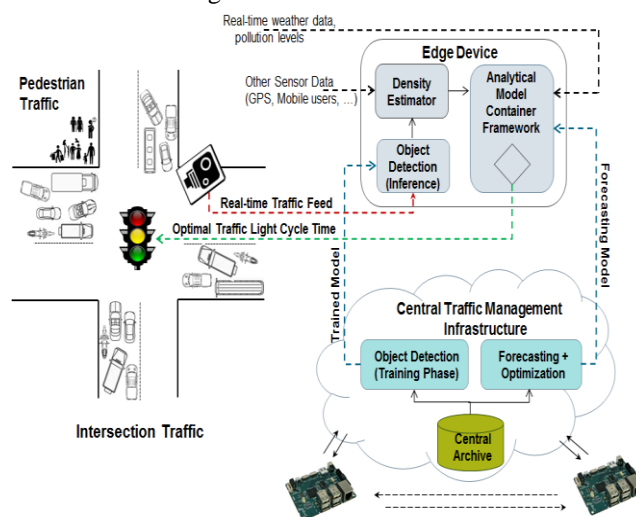 Real-time weather data,
pollution levels
Edge Device
Pedestrian
Traffic
Other Sensor Data
(GPS, Mobile users, ...)
Density
Estimator
Analytical
Model
Container
Framework
Object
Detection
(Inference)
Real-time Traffic Feed
Optimal Traffic Light Cycle Time
Trained Model
Forecasting Model
Central Traffic Management
Infrastructure
Object Detection
(Training Phase)
Forecasting +
Optimization
Central
Archive
Intersection Traffic